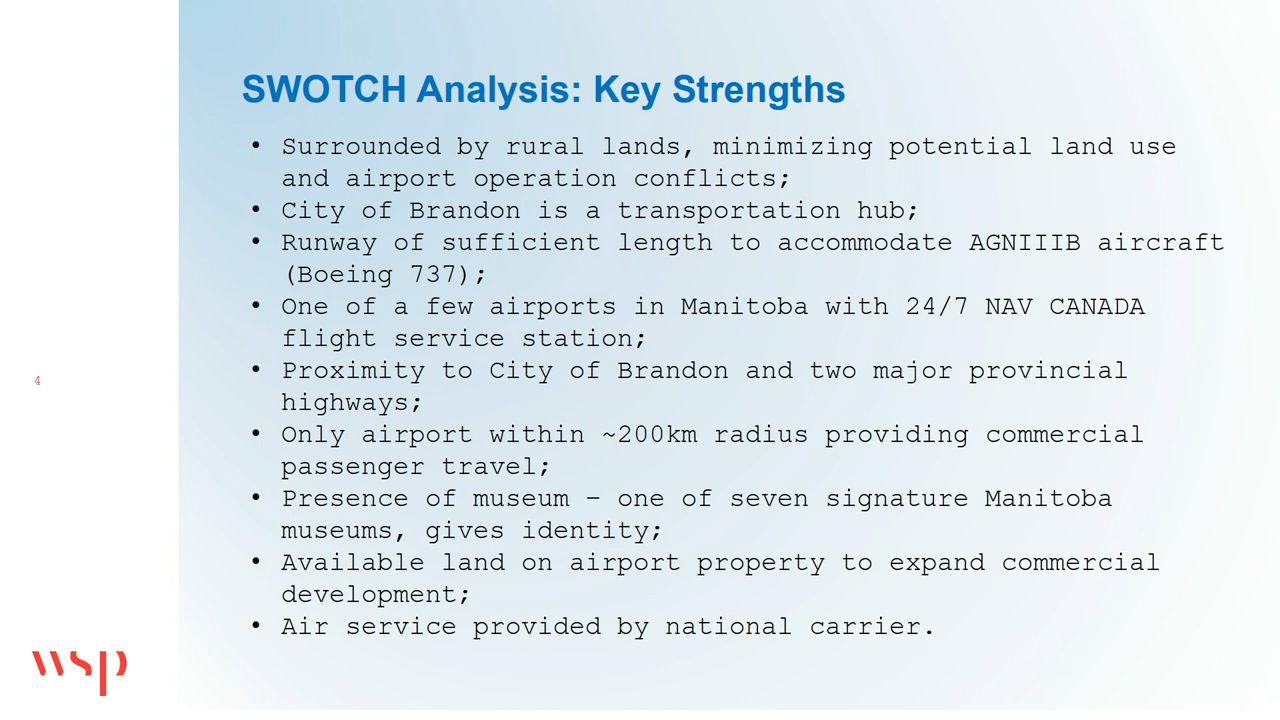 SWOTCH Analysis: Key Strengths
• Surrounded by rural lands, minimizing potential land use
and airport operation conflicts;
• City of Brandon is a transportation hub;
• Runway of sufficient length to accommodate AGNIIIB aircraft
(Boeing 737);
• One of a few airports in Manitoba with 24/7 NAV CANADA
flight service station;
• Proximity to City of Brandon and two major provincial
highways;
• Only airport within ~200km radius providing commercial
passenger travel;
• Presence of museum – one of seven signature Manitoba
museums, gives identity;
• Available land on airport property to expand commercial
development;
• Air service provided by national carrier.
4
wsp